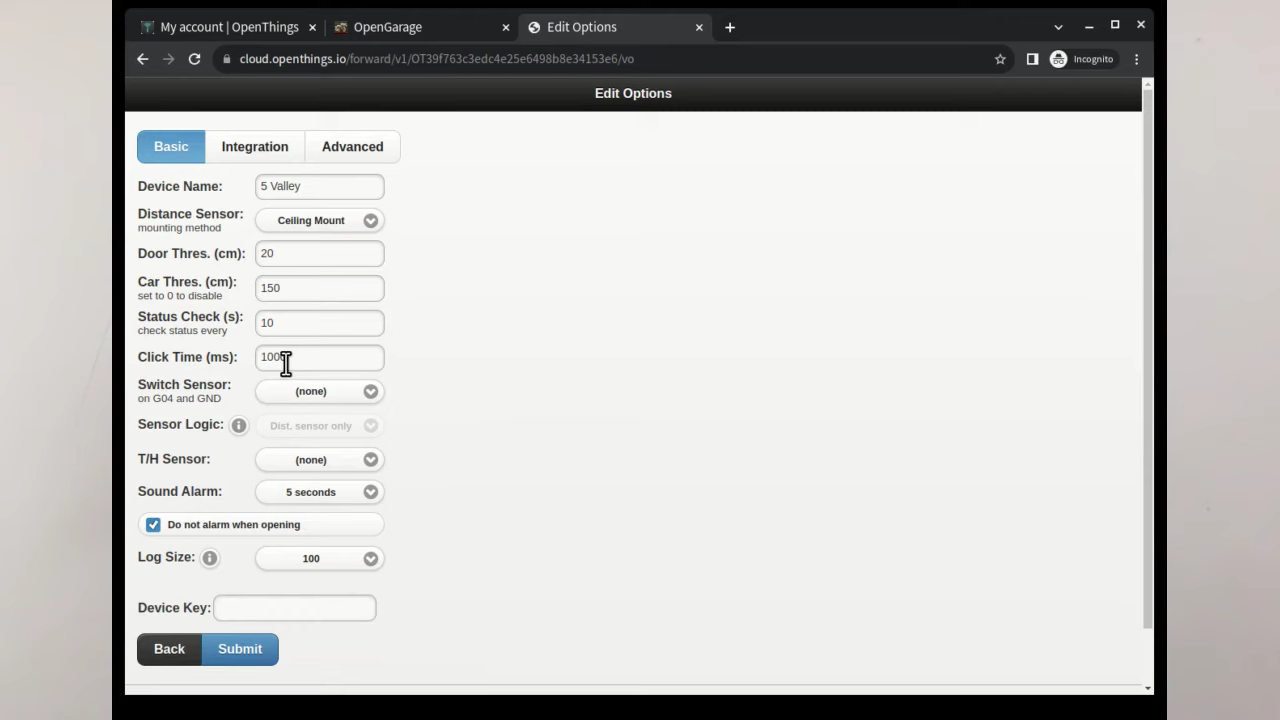 My account | OpenThings
OpenGarage
Edit Options
cloud.openthings.io/forward/v1/OT39f763c3edc4e25e6498b8e34153e6/vo
Incognito
Edit Options
Basic
Integration
Advanced
Device Name:
5 Valley
Distance Sensor:
mounting method
Ceiling Mount
Door Thres. (cm):
20
Car Thres. (cm):
set to 0 to disable
150
Status Check (s):
check status every
10
Click Time (ms):
Switch Sensor:
on G04 and GND
(none)
Sensor Logic:
Dist. sensor only
T/H Sensor:
(none)
Sound Alarm:
5 seconds
Do not alarm when opening
Log Size:
100
Device Key:
Back
Submit